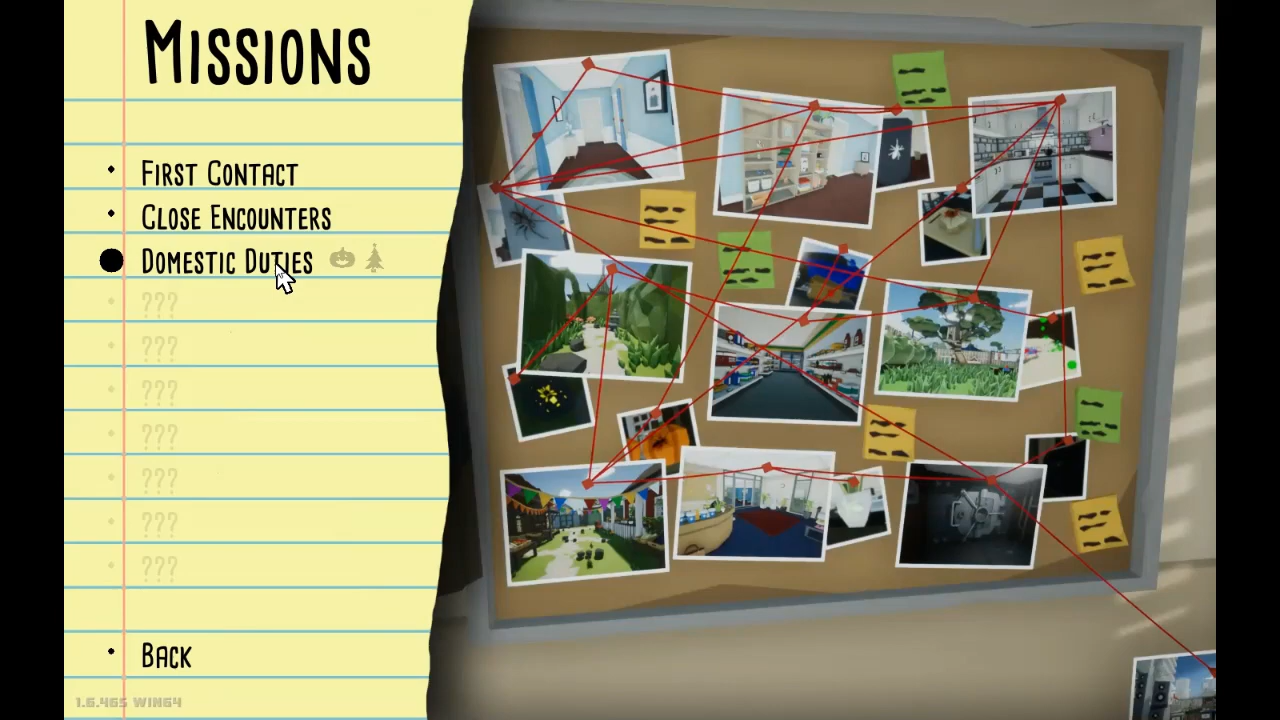 MISSIONS
FIRST CONTACT
CLOSE ENCOUNTERS
DOMESTIC DUTIES
???
???
???
???
???
???
???
BACK
1.6.465 WIN64